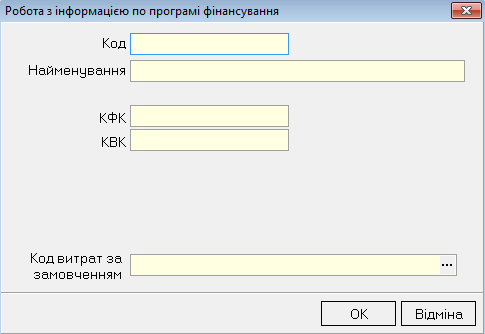 Робота з інформацією по програмі фінансування
Код
Найменування
КФК
КВК
Код витрат за
замовченням
...
OK
Відміна